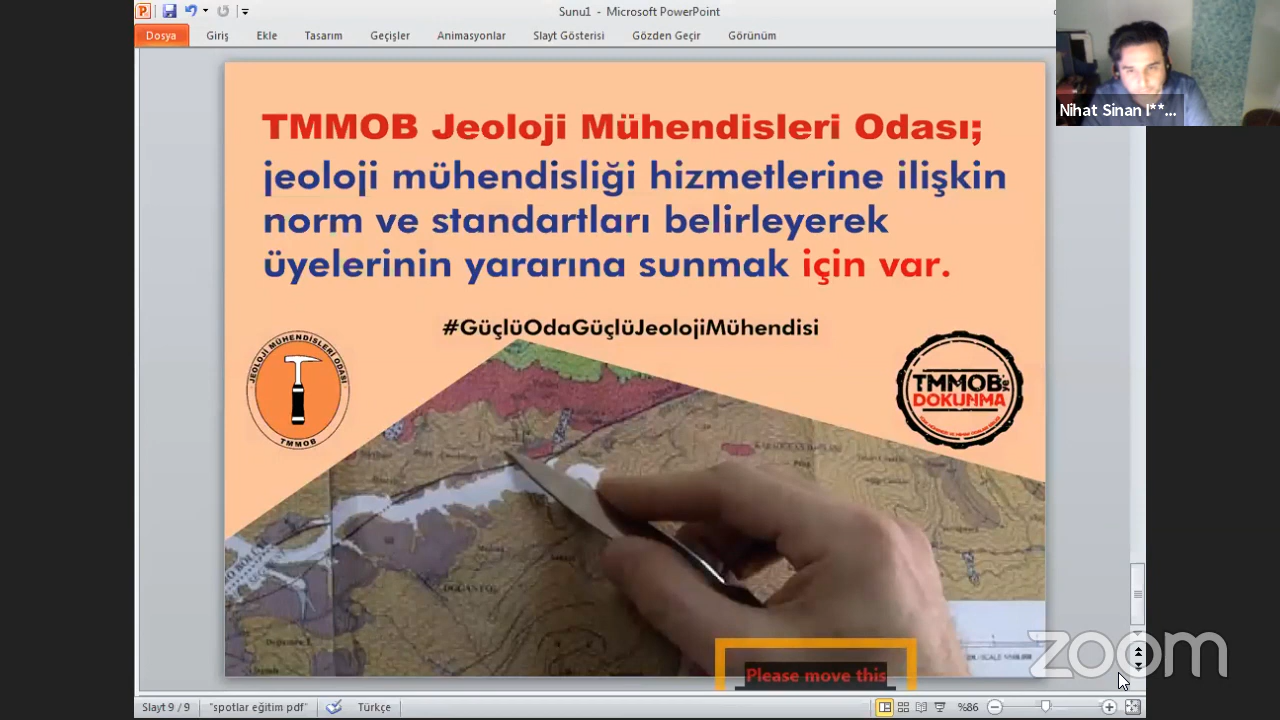 Sunu1 - Microsoft PowerPoint
Dosya Giriş Ekle Tasarım Geçişler Animasyonlar Slayt Gösterisi Gözden Geçir Görünüm
Nihat Sinan I**...
TMMOB Jeoloji Mühendisleri Odası;
jeoloji mühendisliği hizmetlerine ilişkin
norm ve standartları belirleyerek
üyelerinin yararına sunmak için var.
#GüçlüOdaGüçlüJeolojiMühendisi
JEOLOJİ MÜHENDİSLERİ ODASI
TMMOB
TMMOB'ye
DOKUNMA
DOĞANYOL
zoom
Please move this
Slayt 9 / 9 "spotlar eğitim pdf" Türkçe %86